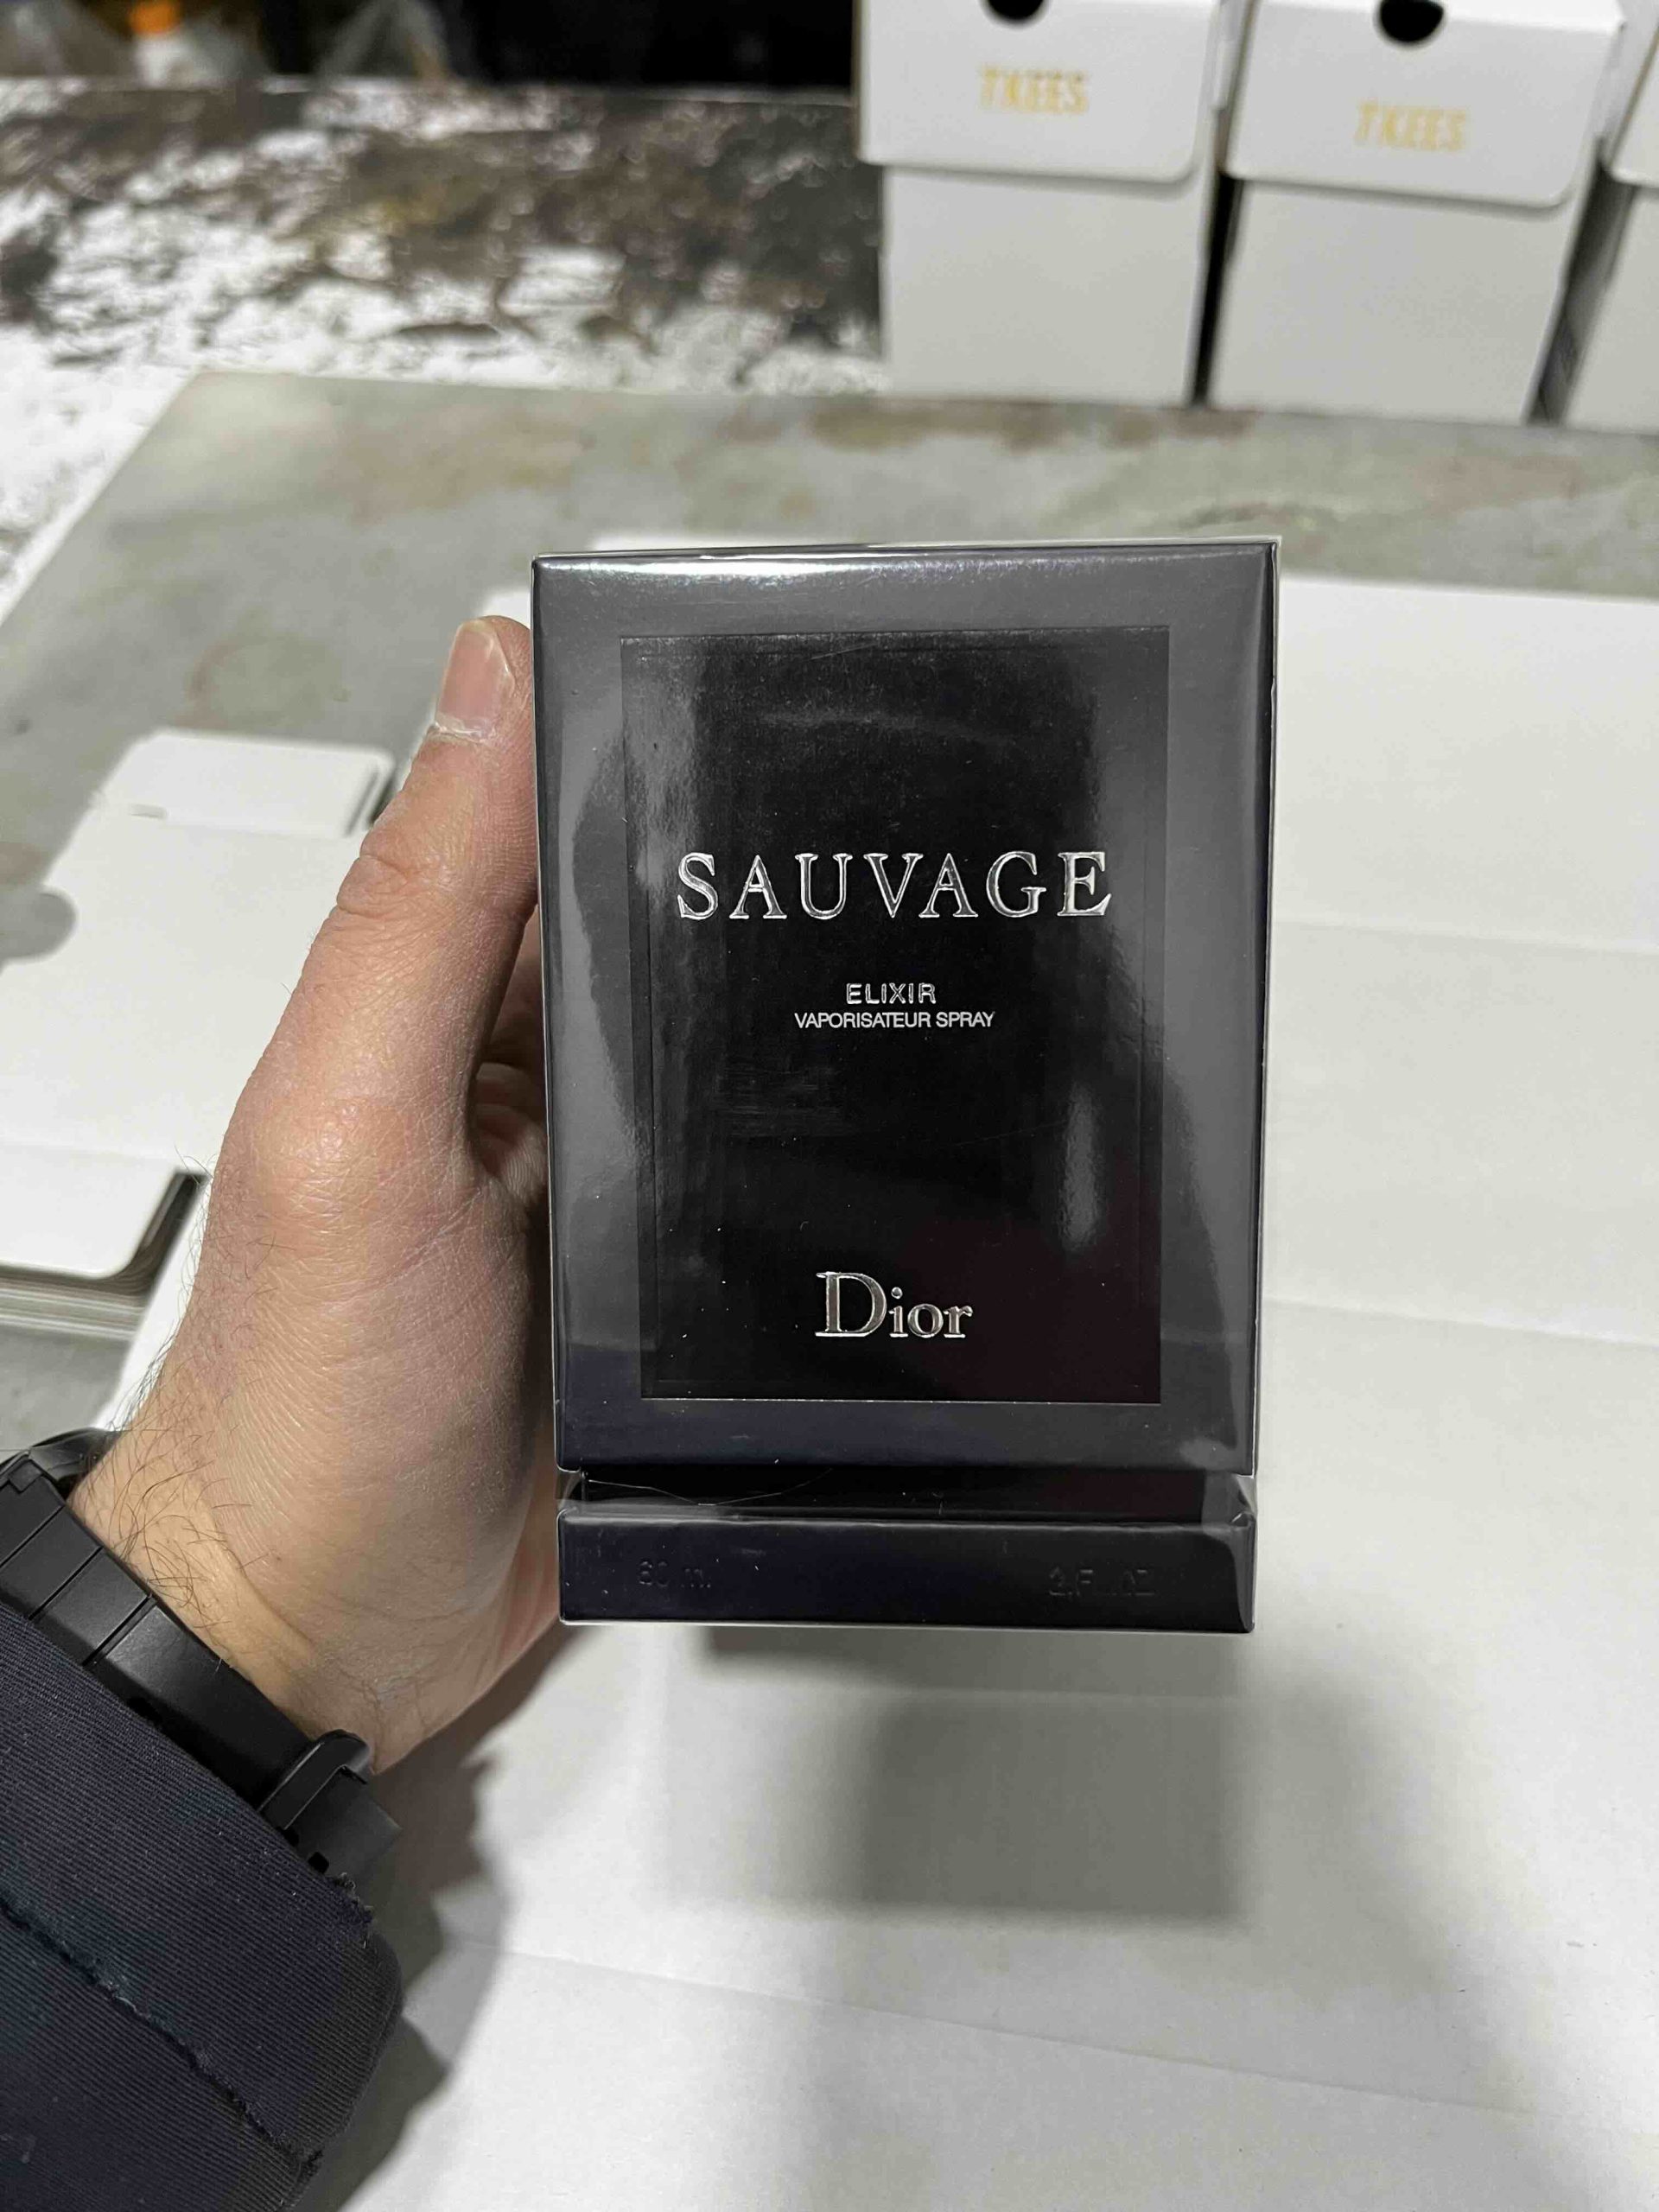 TKEES
TKEES
SAUVAGE
ELIXIR
VAPORISATEUR SPRAY
Dior